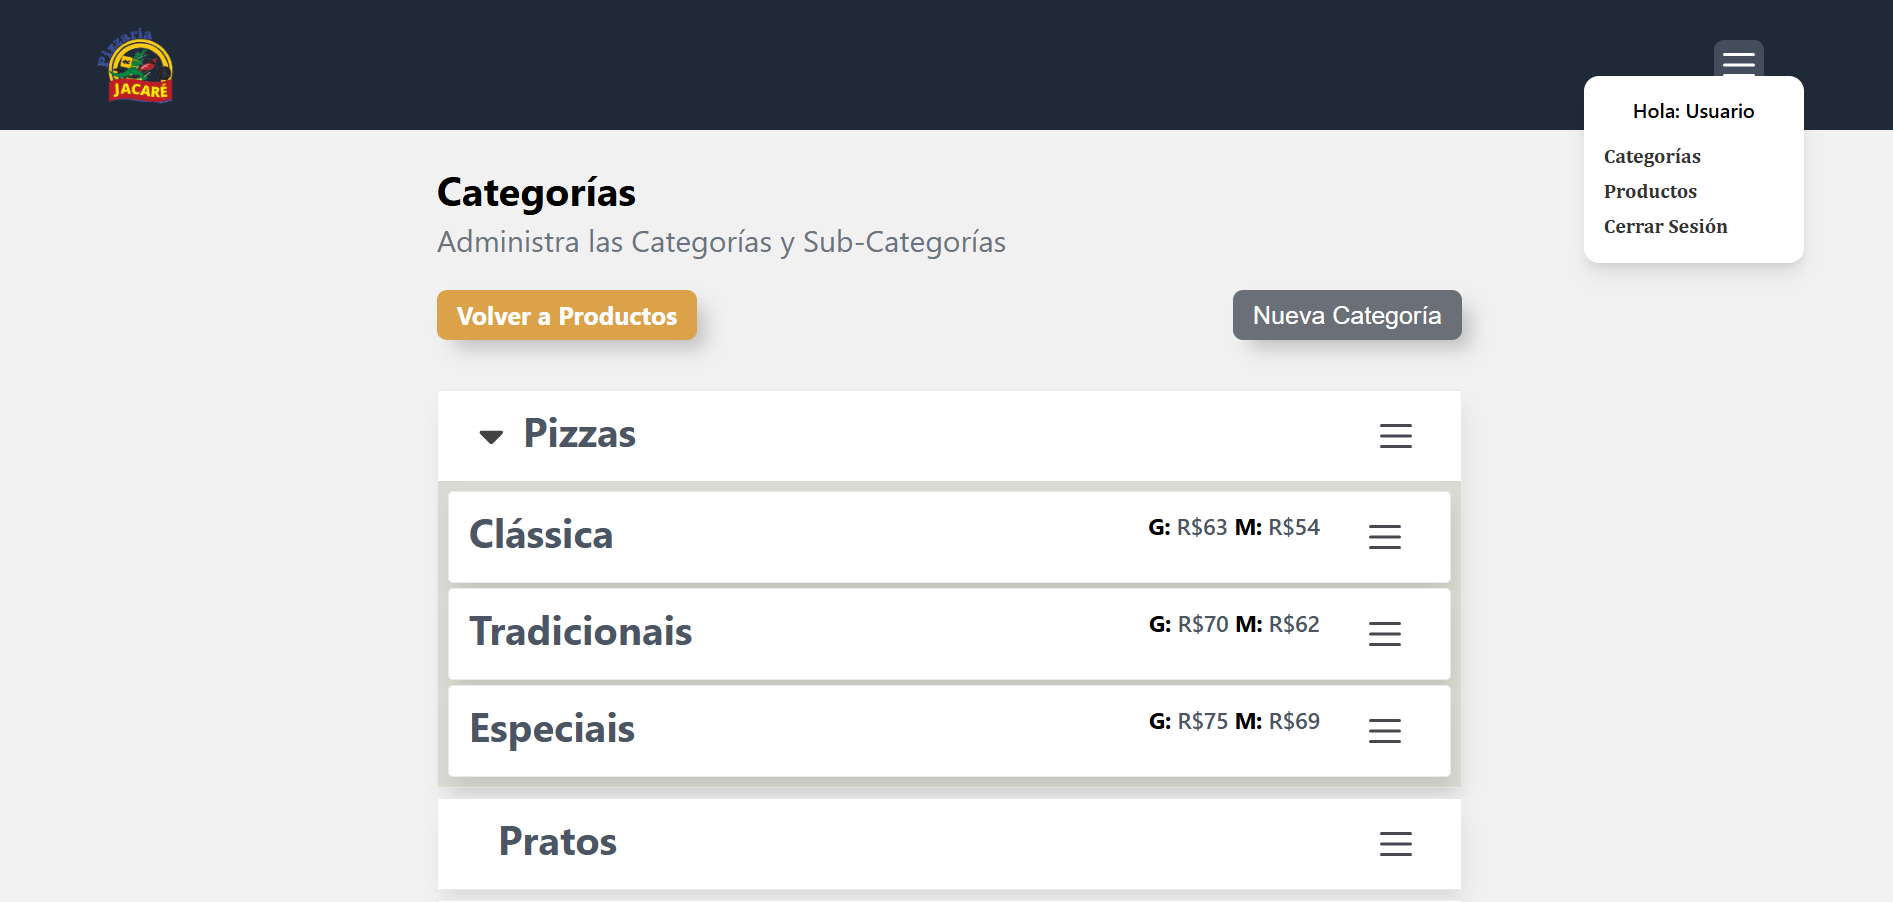 Pizzaria
JACARÉ
Hola: Usuario
Categorías
Productos
Cerrar Sesión
Categorías
Administra las Categorías y Sub-Categorías
Volver a Productos
Nueva Categoría
Pizzas
Clássica
G: R$63 M: R$54
Tradicionais
G: R$70 M: R$62
Especiais
G: R$75 M: R$69
Pratos